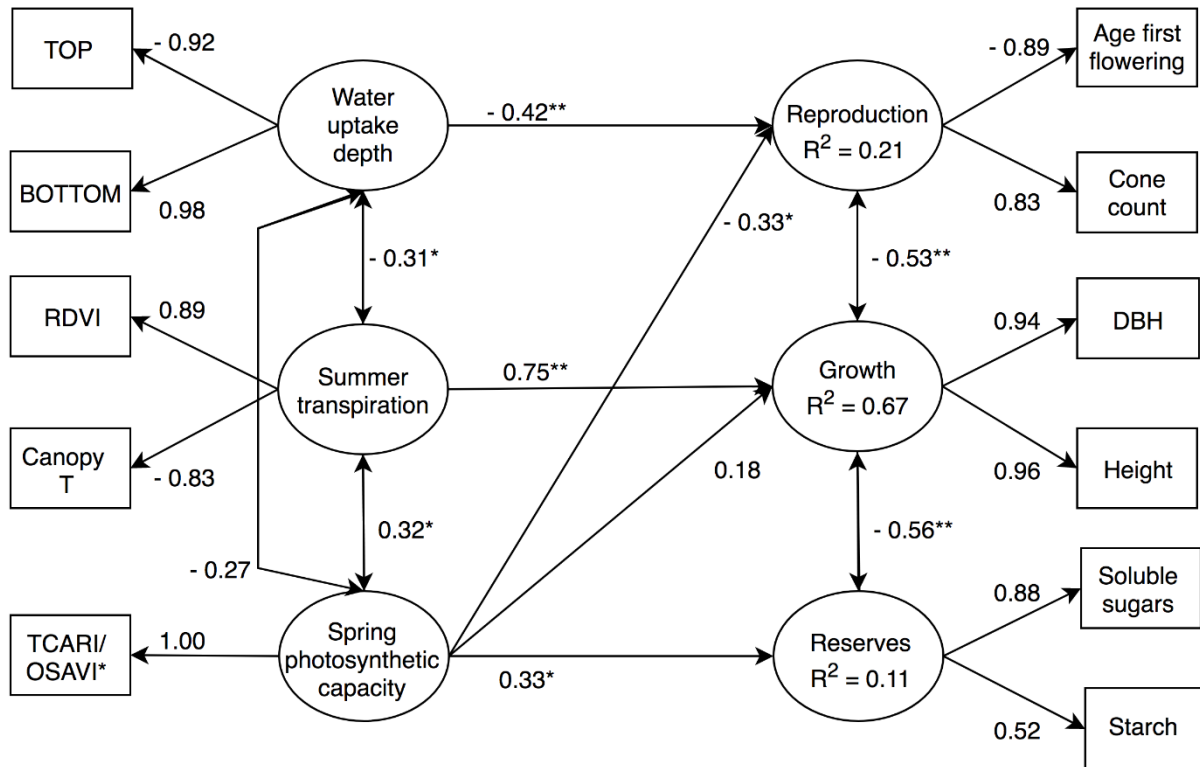 TOP
- 0.92
Water
uptake
depth
- 0.42**
Reproduction
R² = 0.21
- 0.89
Age first
flowering
BOTTOM
0.98
- 0.33*
0.83
Cone
count
- 0.31*
- 0.53**
RDVI
0.89
Summer
transpiration
0.75**
Growth
R² = 0.67
0.94
DBH
Canopy
T
- 0.83
0.18
0.96
Height
0.32*
- 0.56**
- 0.27
TCARI/
OSAVI*
1.00
Spring
photosynthetic
capacity
0.33*
Reserves
R² = 0.11
0.88
Soluble
sugars
0.52
Starch